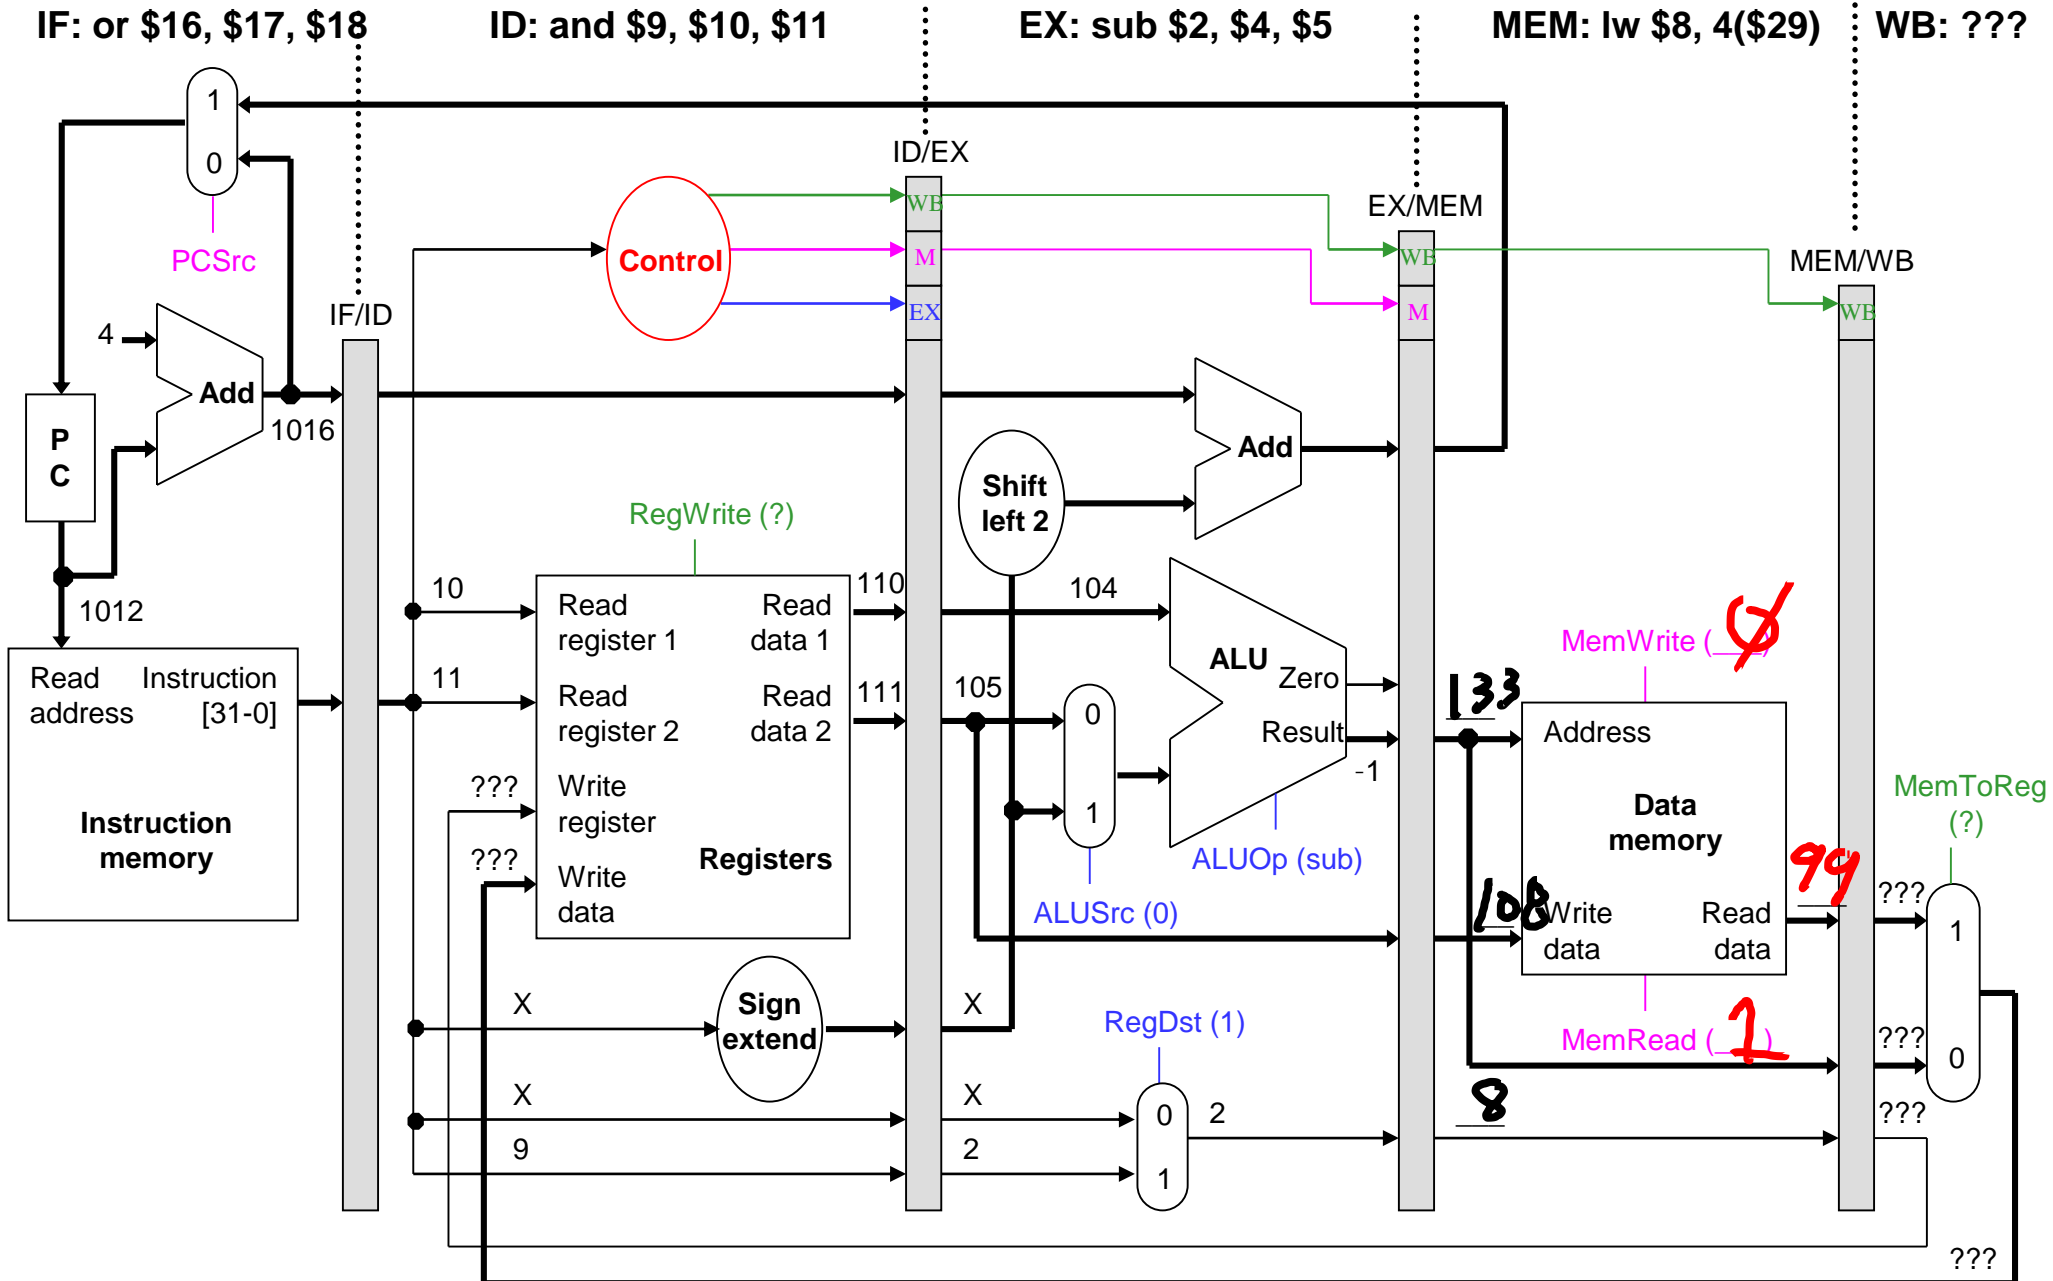 IF: or $16, $17, $18
ID: and $9, $10, $11
EX: sub $2, $4, $5
MEM: lw $8, 4($29)
WB: ???
1
0
PCSrc
4
Add
1016
P
C
1012
Read
address
Instruction
[31-0]
Instruction
memory
IF/ID
Control
ID/EX
WB
M
EX
RegWrite (?)
10
11
???
???
Read
register 1
Read
data 1
Read
register 2
Read
data 2
Write
register
Write
data
Registers
110
111
X
Sign
extend
X
X
X
9
2
Shift
left 2
Add
104
105
0
1
ALUSrc (0)
ALU
Zero
Result
-1
ALUOp (sub)
RegDst (1)
0
1
2
EX/MEM
WB
M
133
108
8
MemWrite (0)
Address
Data
memory
Write
data
Read
data
MemRead (1)
99
MEM/WB
WB
MemToReg
(?)
???
1
???
0
???
???